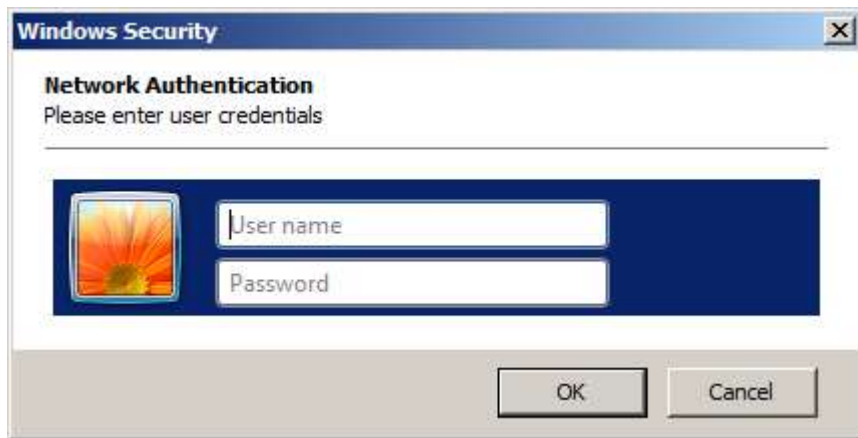 Windows Security
Network Authentication
Please enter user credentials
User name
Password
OK
Cancel